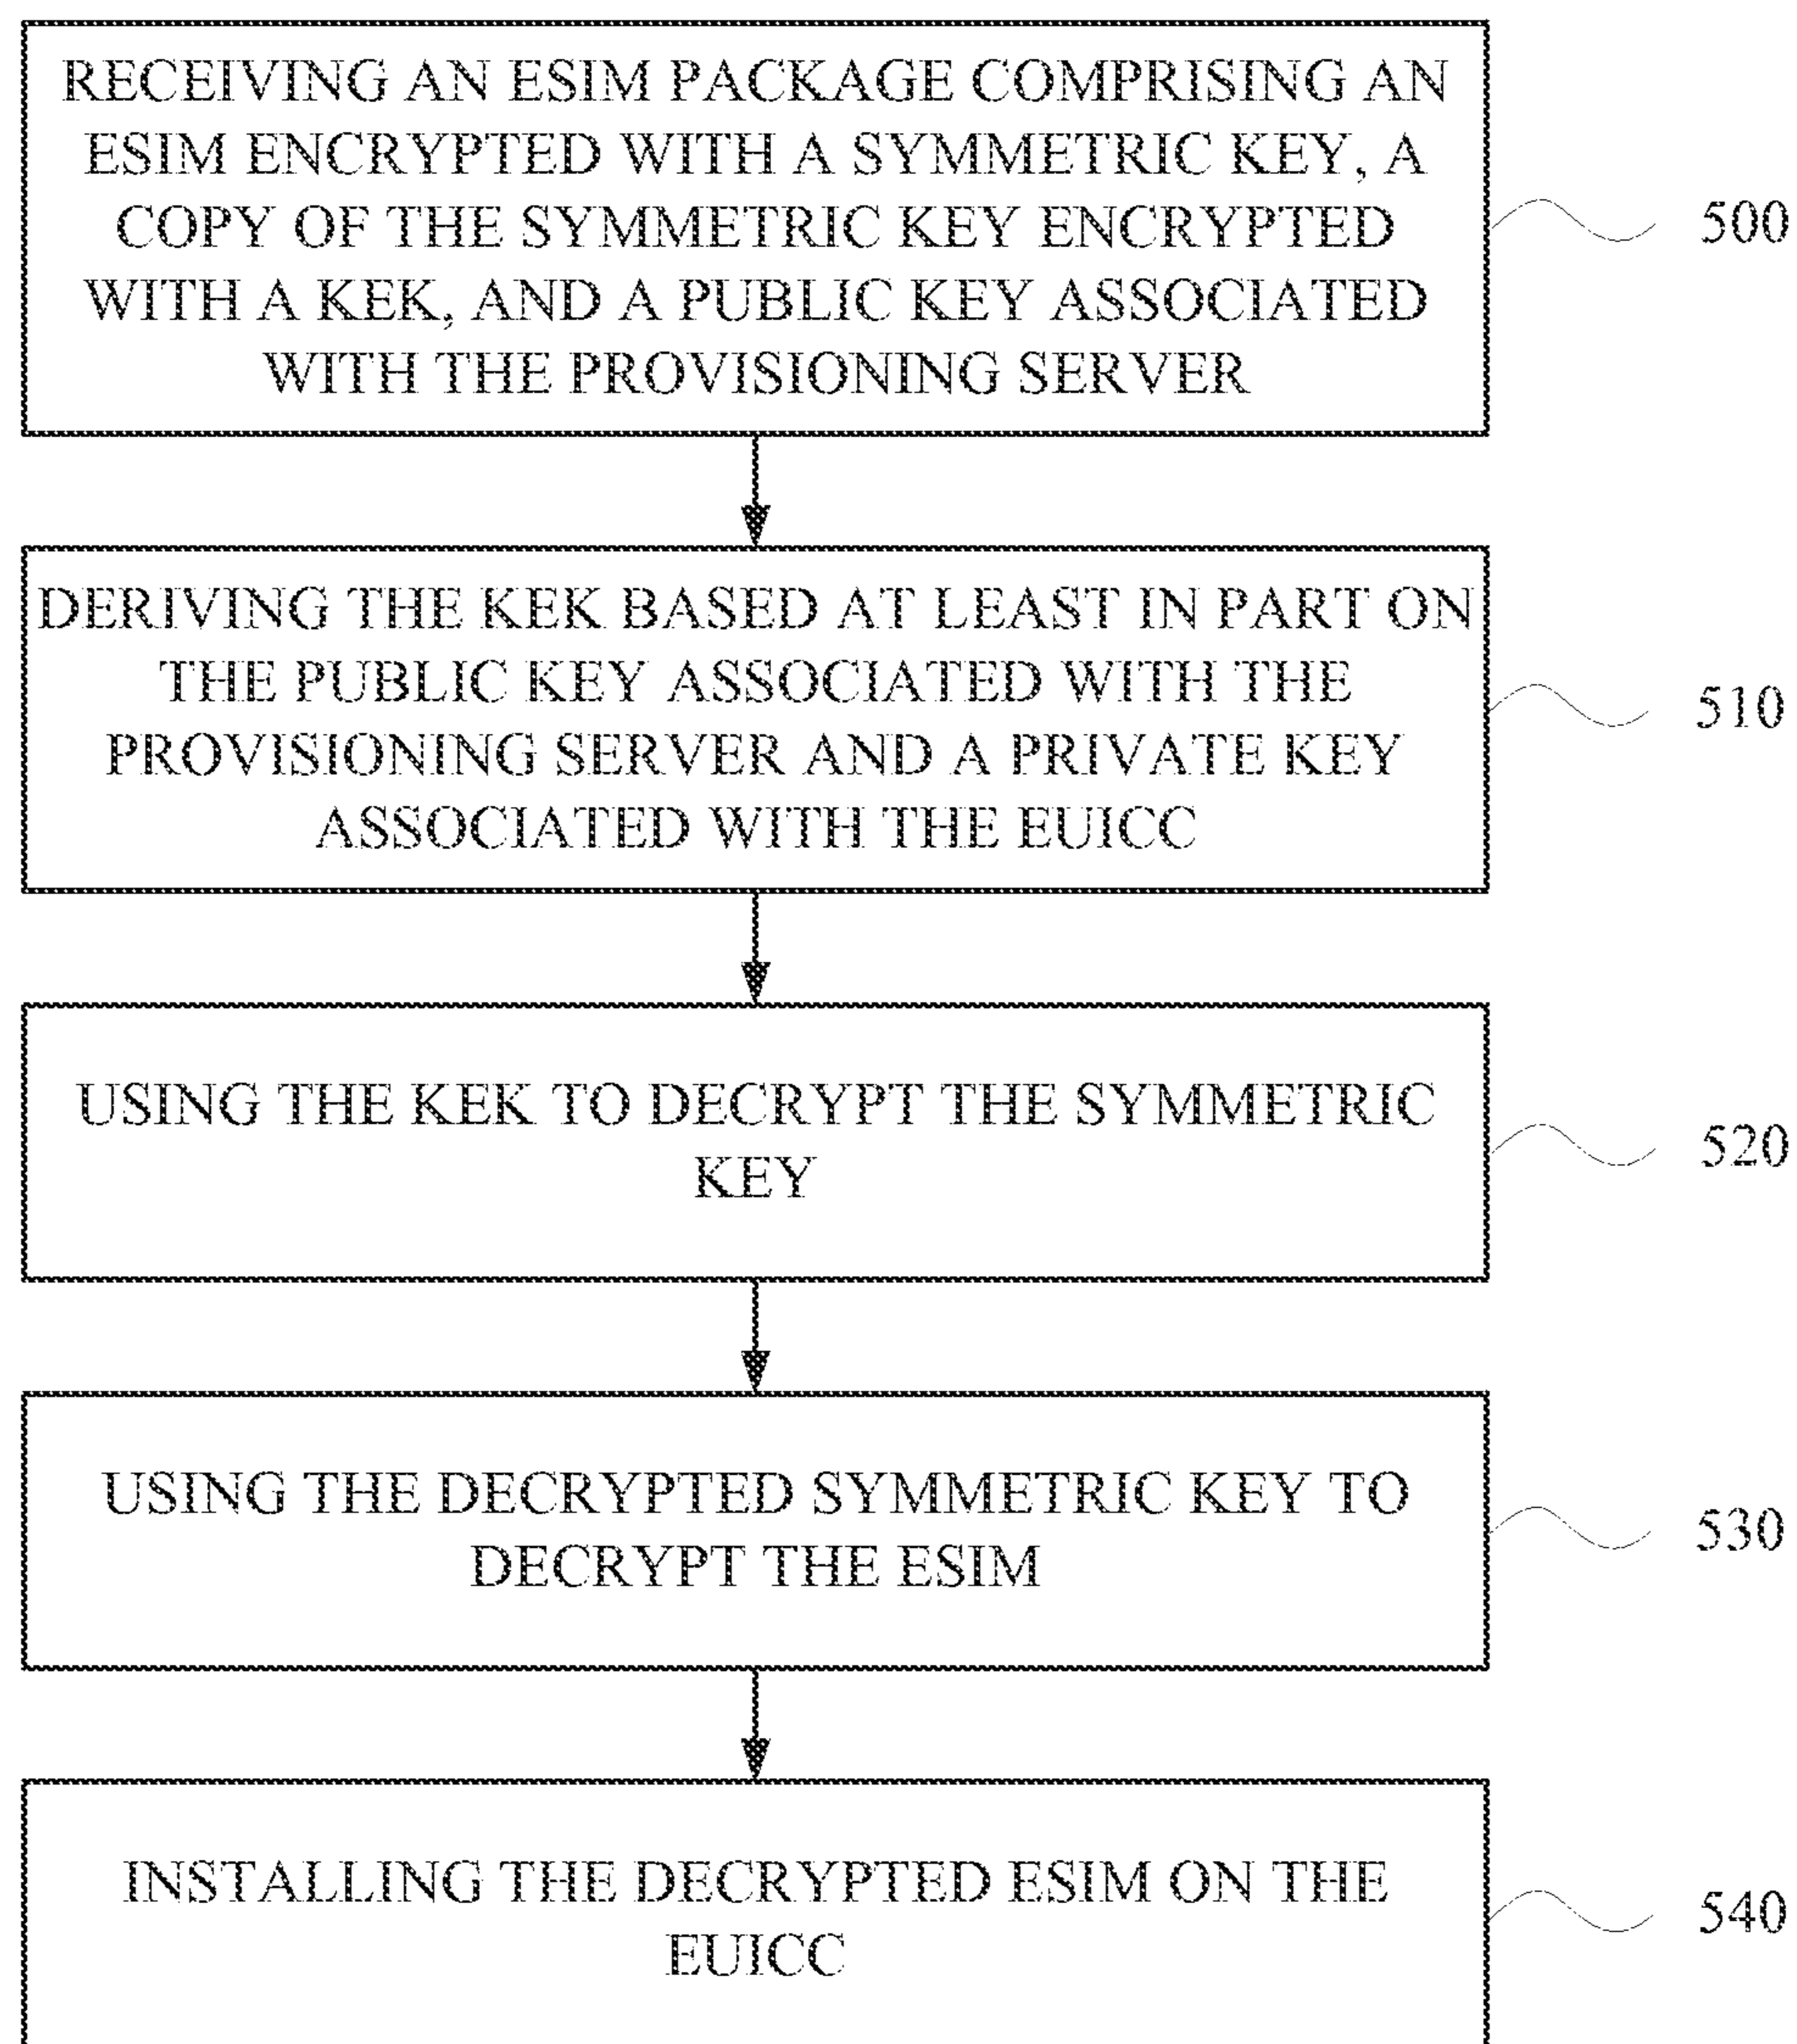 RECEIVING AN ESIM PACKAGE COMPRISING AN
ESIM ENCRYPTED WITH A SYMMETRIC KEY, A
COPY OF THE SYMMETRIC KEY ENCRYPTED
WITH A KEK, AND A PUBLIC KEY ASSOCIATED
WITH THE PROVISIONING SERVER
500
DERIVING THE KEK BASED AT LEAST IN PART ON
THE PUBLIC KEY ASSOCIATED WITH THE
PROVISIONING SERVER AND A PRIVATE KEY
ASSOCIATED WITH THE EUICC
510
USING THE KEK TO DECRYPT THE SYMMETRIC
KEY
520
USING THE DECRYPTED SYMMETRIC KEY TO
DECRYPT THE ESIM
530
INSTALLING THE DECRYPTED ESIM ON THE
EUICC
540